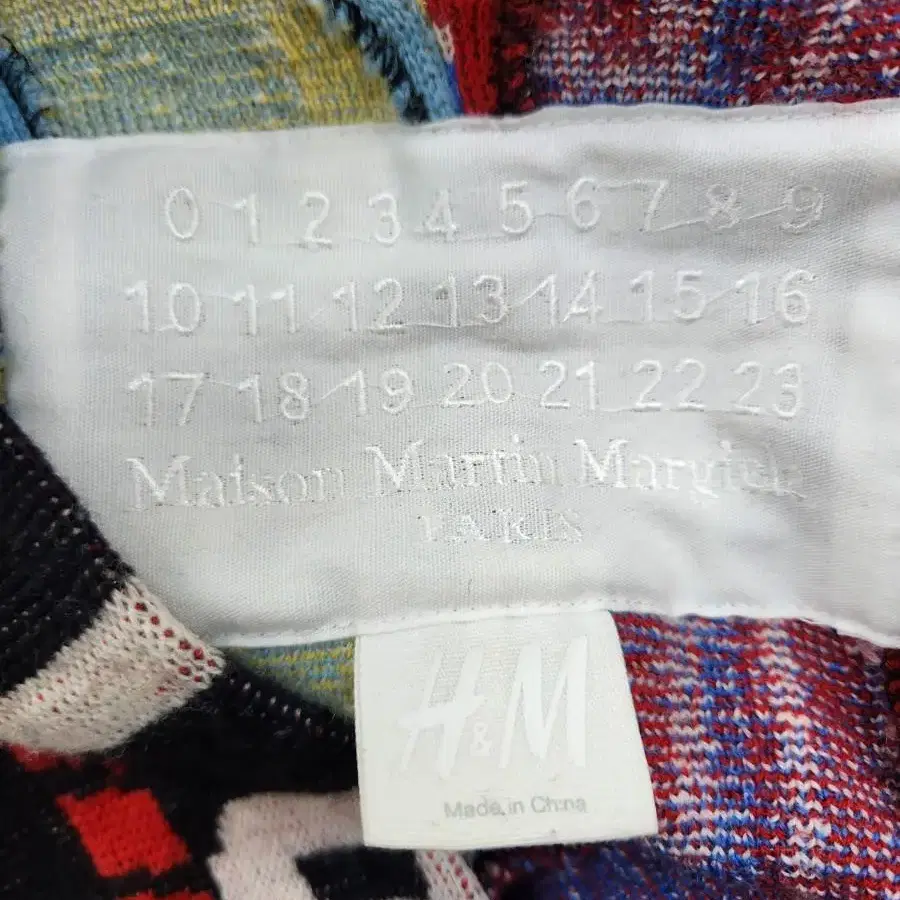 0 1 2 3 4 5 6 7 8 9
10 11 12 13 14 15 16
17 18 19 20 21 22 23
Maison Martin Margiela
PARIS
H&M
Made in China